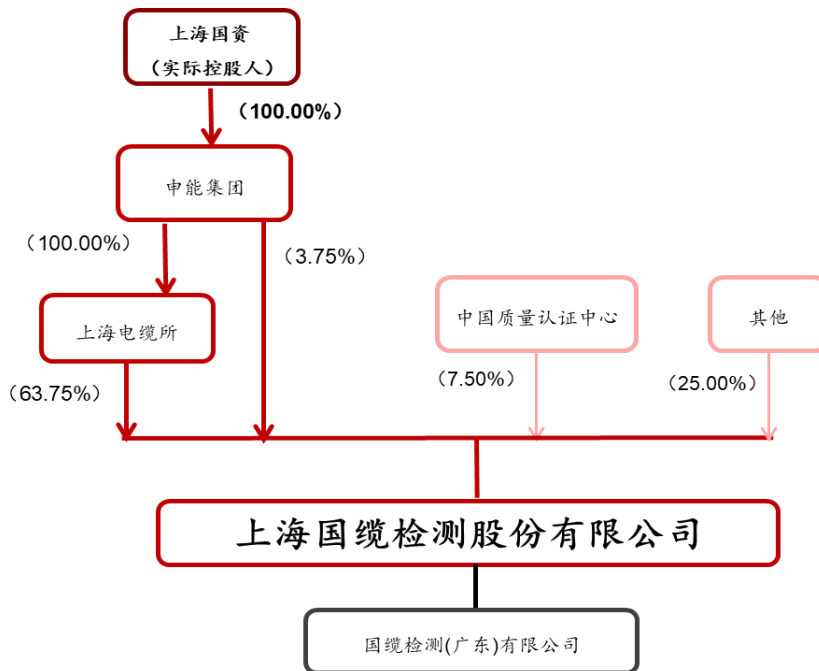 上海国资
（实际控股人）
（100.00%）
申能集团
（100.00%）
（3.75%）
上海电缆所
中国质量认证中心
其他
（63.75%）
（7.50%）
（25.00%）
上海国缆检测股份有限公司
国缆检测(广东)有限公司